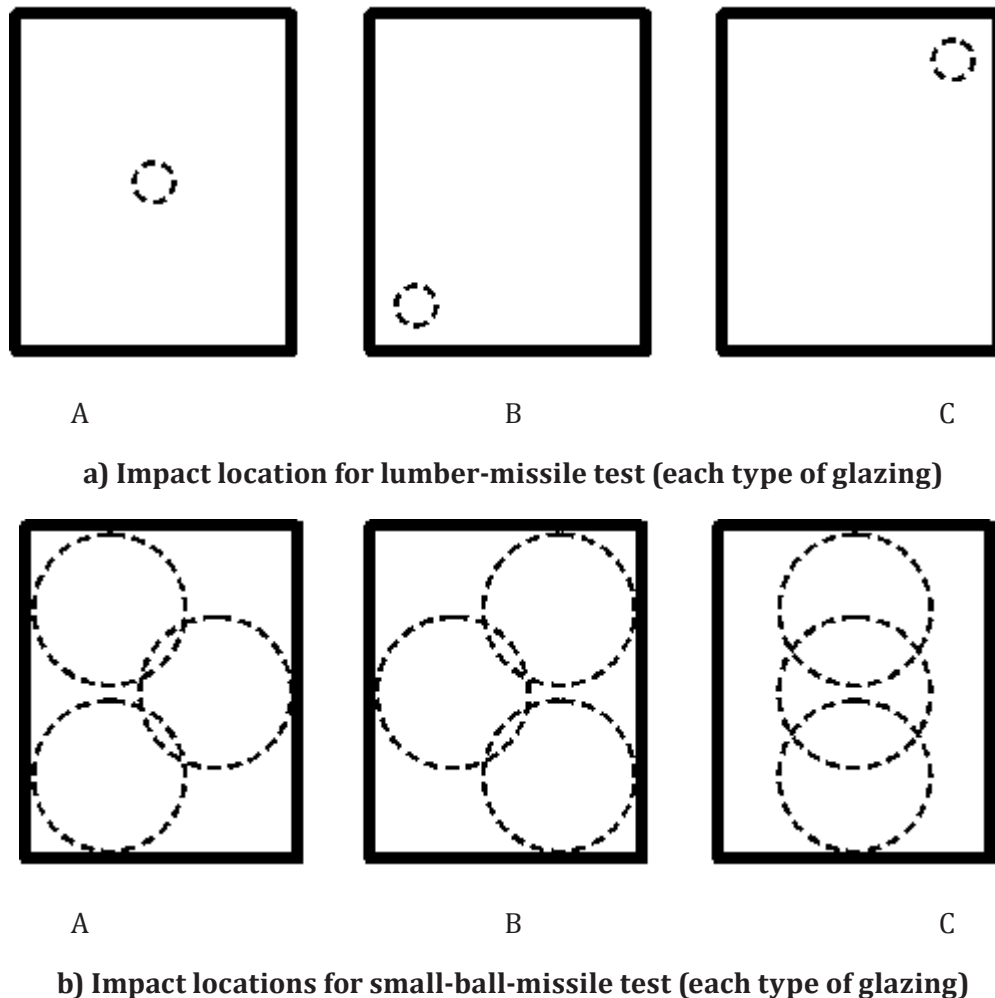 A B C
a) Impact location for lumber-missile test (each type of glazing)
A B C
b) Impact locations for small-ball-missile test (each type of glazing)